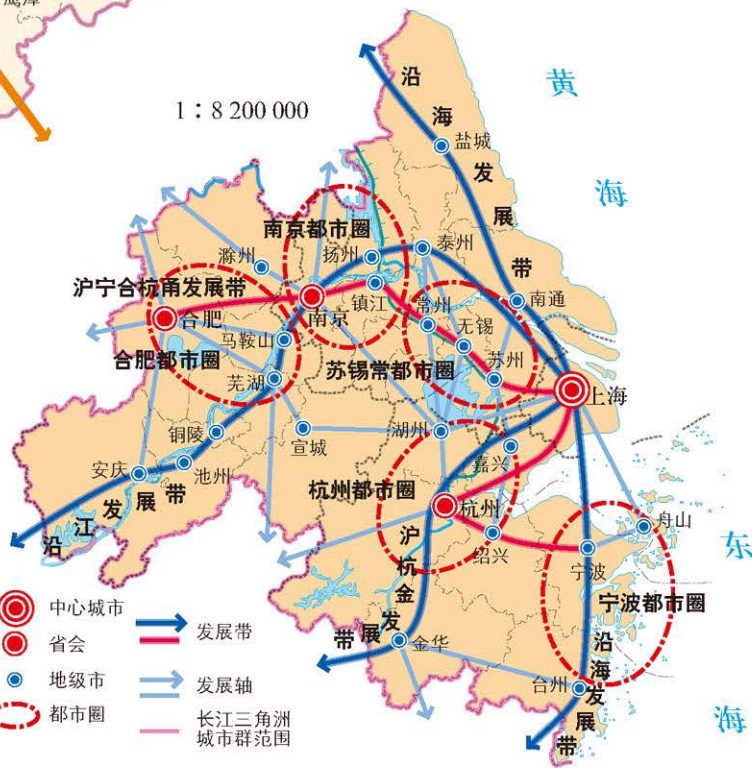 鹰潭
1：8 200 000
黄
海
沿海发展带
盐城
南京都市圈
扬州
泰州
滁州
沪宁合杭甬发展带
镇江
南通
合肥
南京
常州
无锡
马鞍山
合肥都市圈
苏锡常都市圈
苏州
芜湖
上海
铜陵
宣城
湖州
嘉兴
安庆
池州
杭州都市圈
杭州
沿江发展带
绍兴
舟山
东
海
宁波
宁波都市圈
沪杭金发展带
金华
台州
沿海发展带
中心城市
省会
地级市
都市圈
发展带
发展轴
长江三角洲
城市群范围